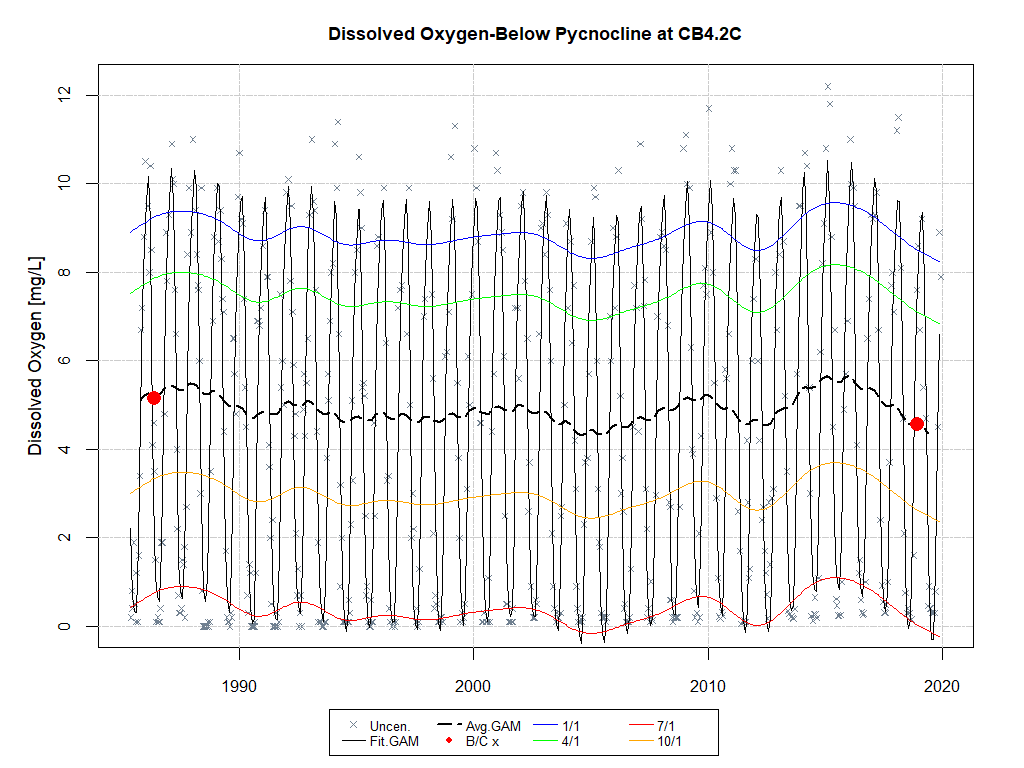 Dissolved Oxygen-Below Pycnocline at CB4.2C
Dissolved Oxygen [mg/L]
12
10
8
6
4
2
0
1990 2000 2010 2020
Uncen. Avg.GAM 1/1 7/1
Fit.GAM B/C x 4/1 10/1